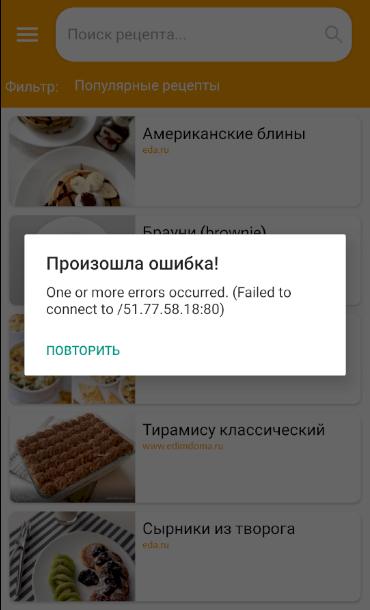 Поиск рецепта...
Фильтр: Популярные рецепты
Американские блины
eda.ru
Брауни (brownie)
Произошла ошибка!
One or more errors occurred. (Failed to
connect to /51.77.58.18:80)
ПОВТОРИТЬ
Тирамису классический
www.edimdoma.ru
Сырники из творога
eda.ru